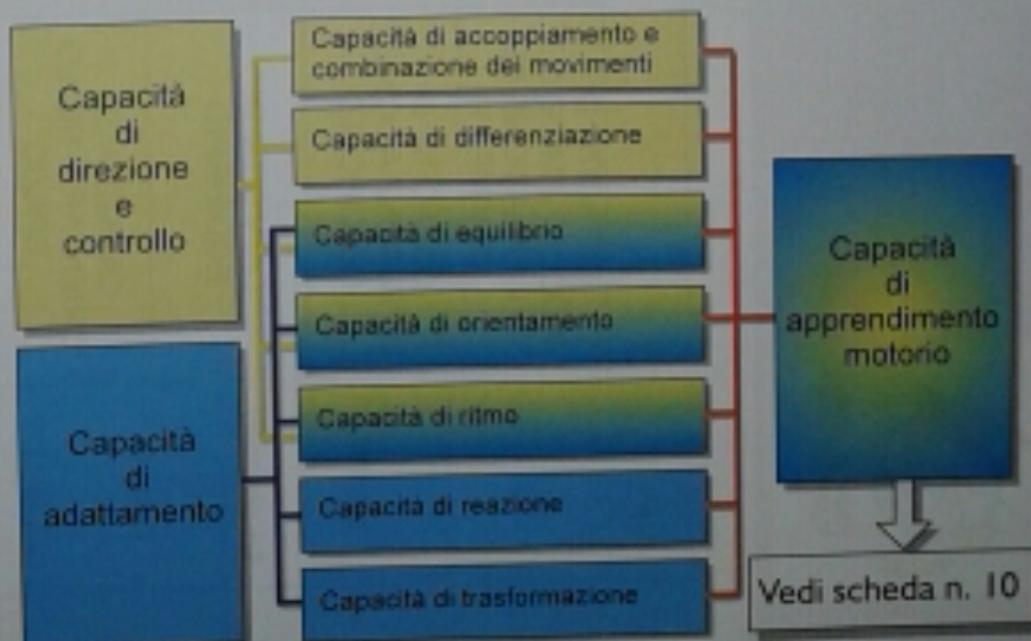 Capacità
di
direzione
e
controllo
Capacità
di
adattamento
Capacità di accoppiamento e
combinazione dei movimenti
Capacità di differenziazione
Capacità di equilibrio
Capacità di orientamento
Capacità di ritmo
Capacità di reazione
Capacità di trasformazione
Capacità
di
apprendimento
motorio
Vedi scheda n. 10